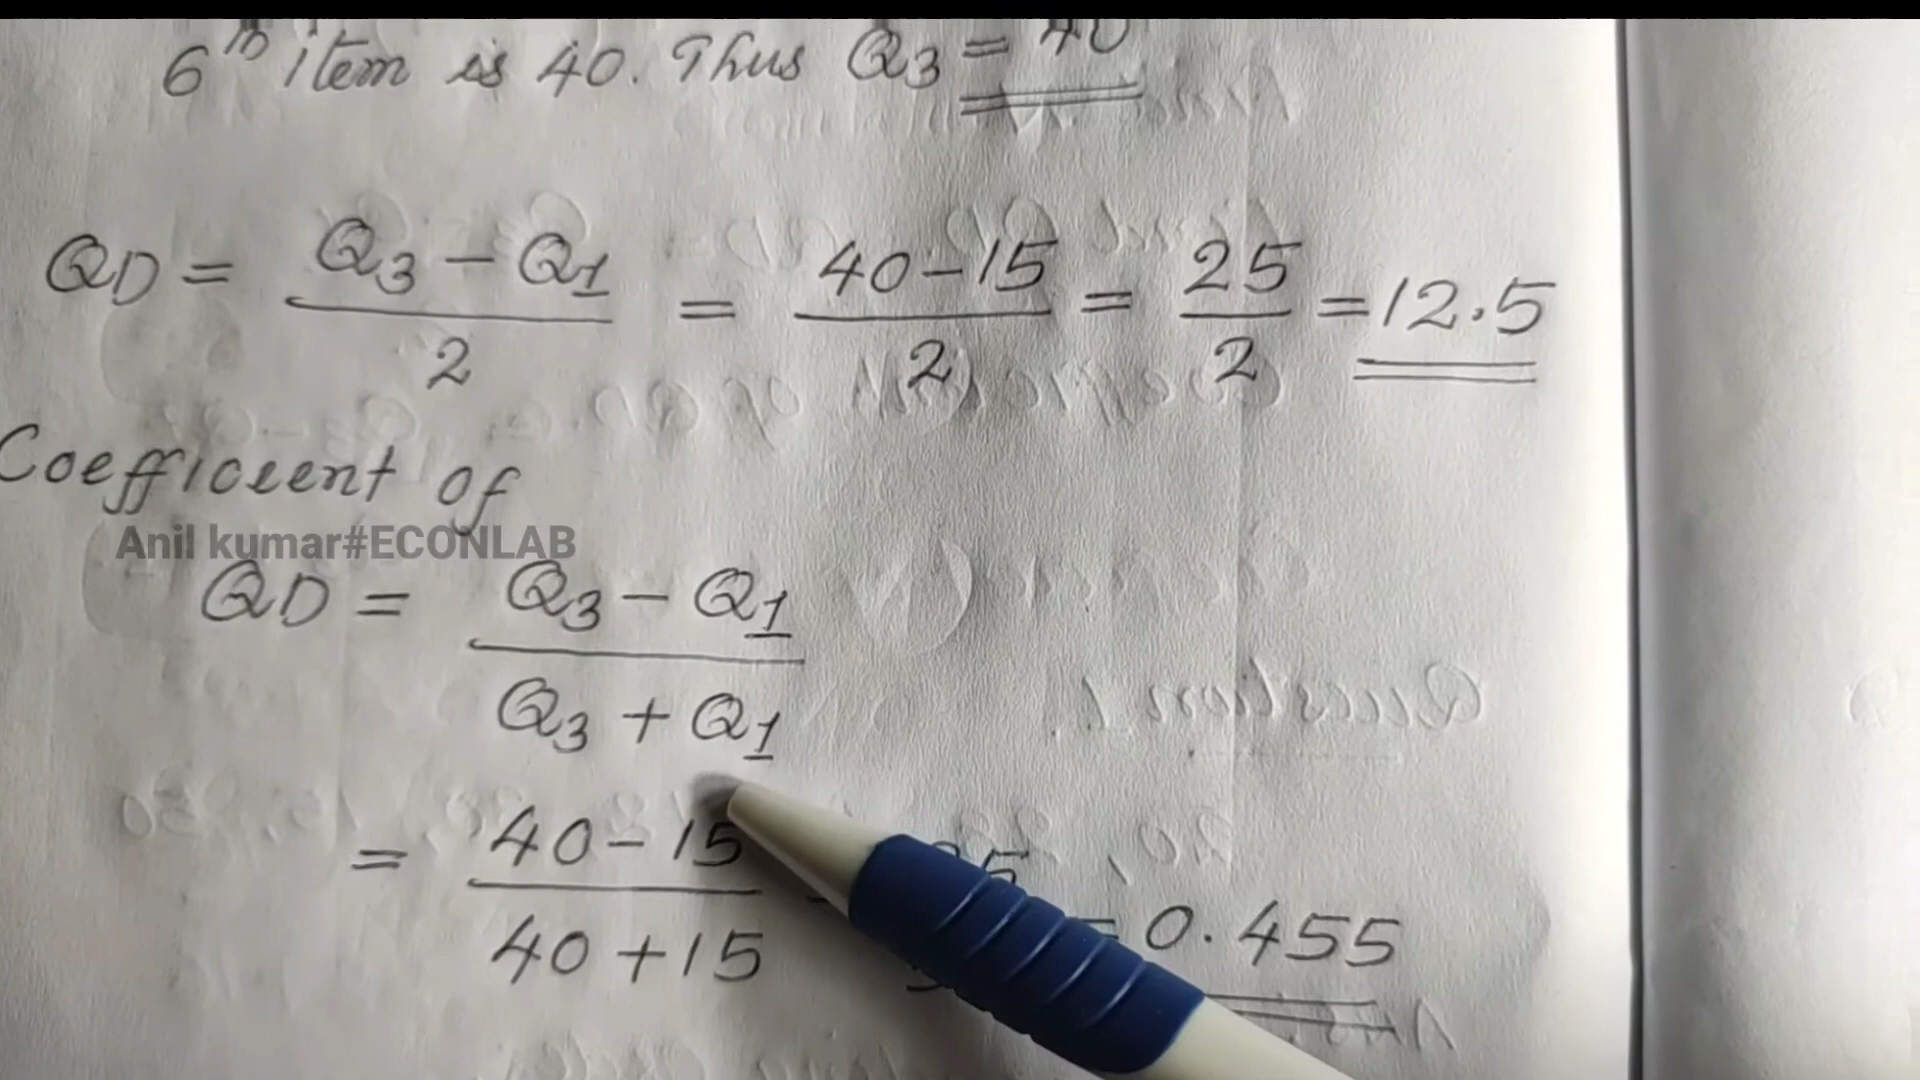 6th item is 40. Thus Q3 = 40
QD = Q3 − Q1 / 2 = 40 − 15 / 2 = 25 / 2 = 12.5
Coefficient of
Anil kumar#ECONLAB
QD = Q3 − Q1 / Q3 + Q1
= 40 − 15 / 40 + 15 = 0.455